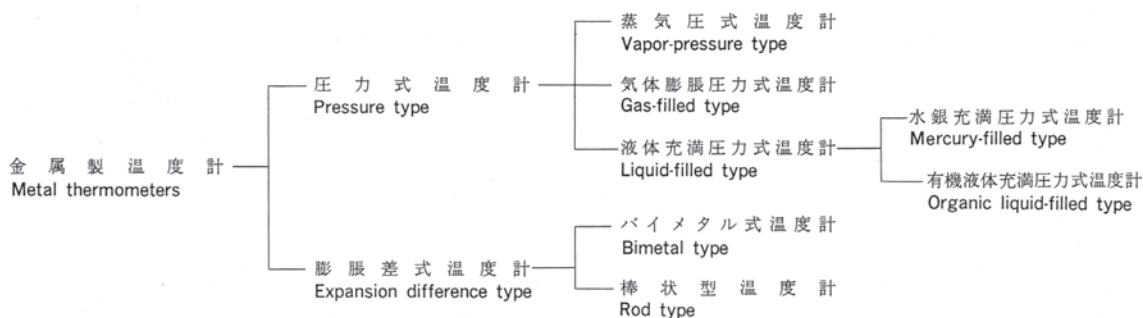 金属製温度計
Metal thermometers
圧力式温度計
Pressure type
蒸気圧式温度計
Vapor-pressure type
気体膨脹圧力式温度計
Gas-filled type
液体充満圧力式温度計
Liquid-filled type
水銀充満圧力式温度計
Mercury-filled type
有機液体充満圧力式温度計
Organic liquid-filled type
膨脹差式温度計
Expansion difference type
バイメタル式温度計
Bimetal type
棒状型温度計
Rod type